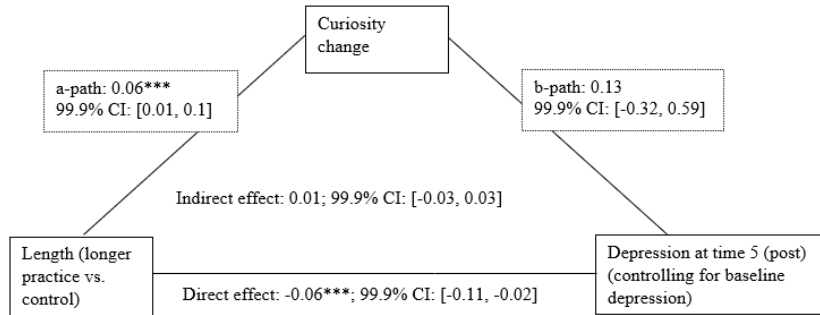 Curiosity
change
a-path: 0.06***
99.9% CI: [0.01, 0.1]
b-path: 0.13
99.9% CI: [-0.32, 0.59]
Indirect effect: 0.01; 99.9% CI: [-0.03, 0.03]
Length (longer
practice vs.
control)
Depression at time 5 (post)
(controlling for baseline
depression)
Direct effect: -0.06***; 99.9% CI: [-0.11, -0.02]